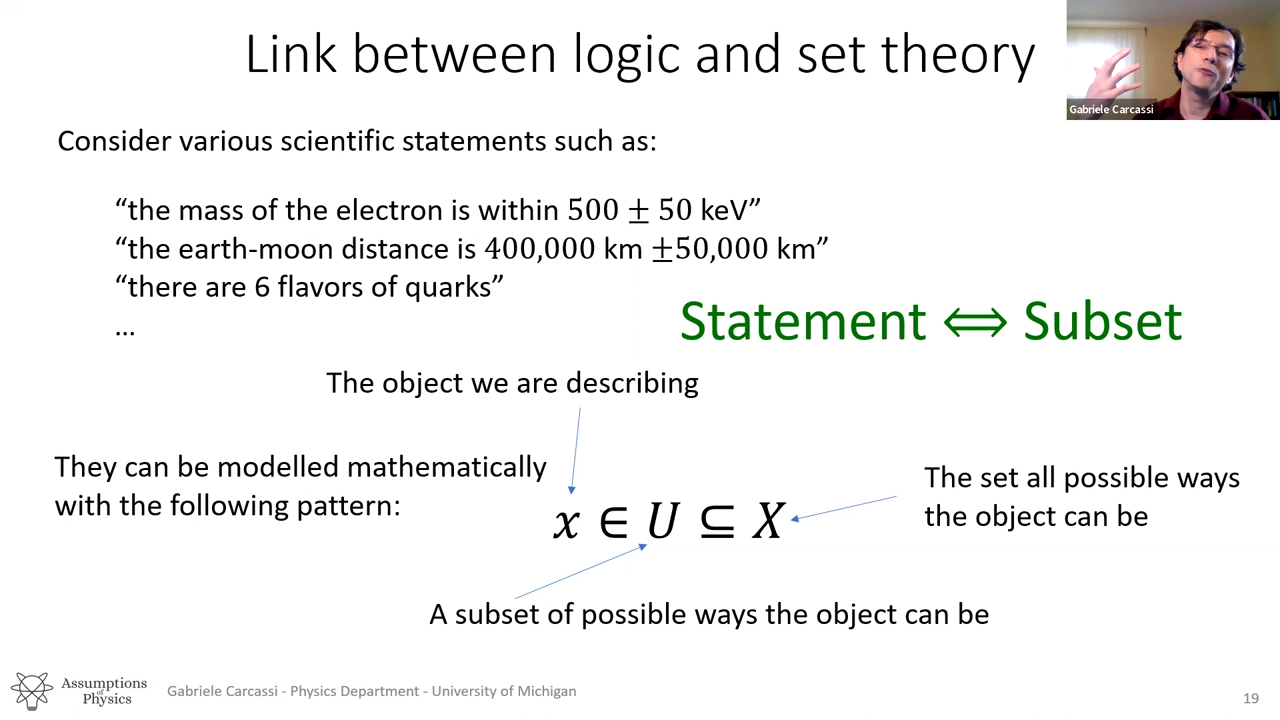 Link between logic and set theory
Gabriele Carcassi
Consider various scientific statements such as:
“the mass of the electron is within 500 ± 50 keV”
“the earth-moon distance is 400,000 km ±50,000 km”
“there are 6 flavors of quarks”
…
Statement ⟺ Subset
The object we are describing
They can be modelled mathematically
with the following pattern:
x ∈ U ⊆ X
The set all possible ways
the object can be
A subset of possible ways the object can be
Assumptions
of
Physics
Gabriele Carcassi - Physics Department - University of Michigan
19